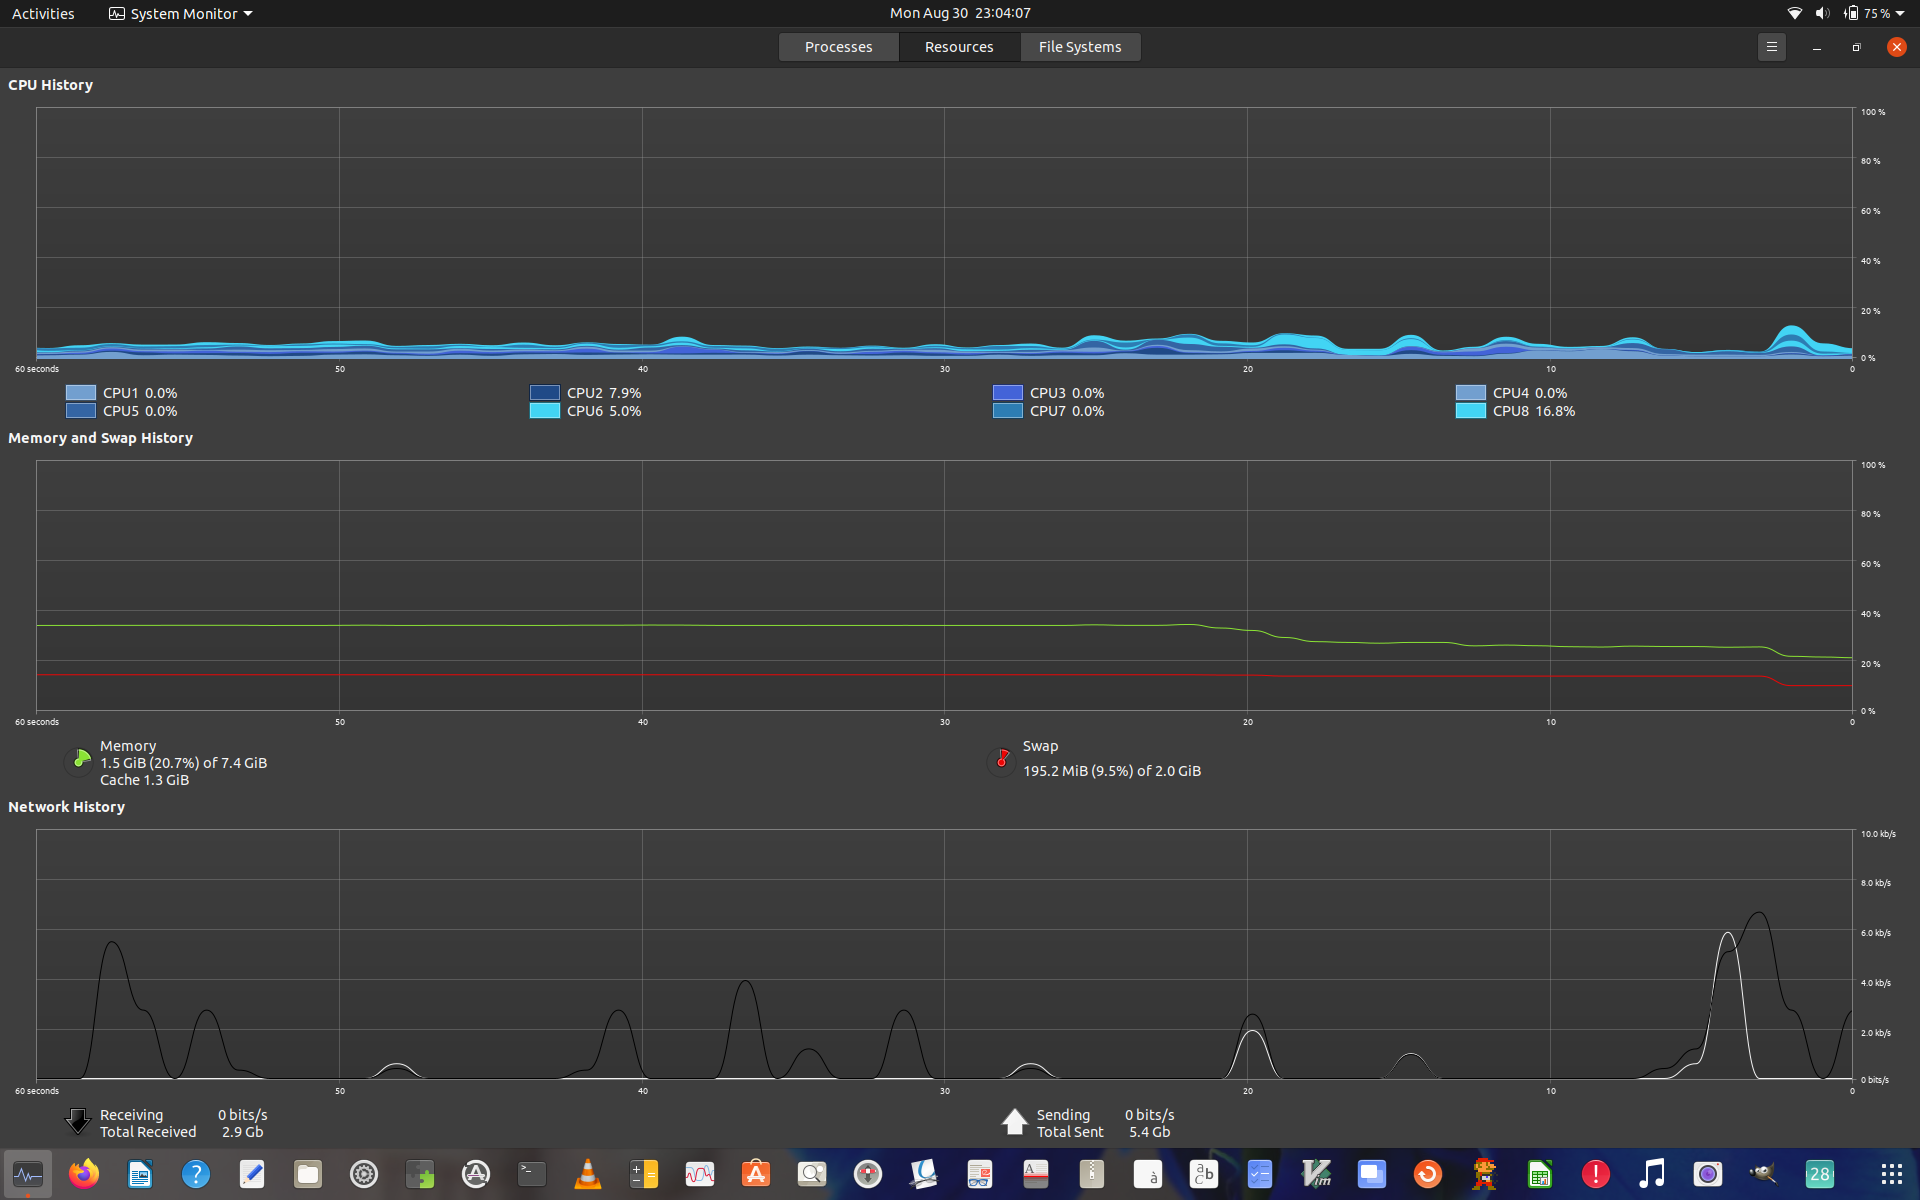 Activities System Monitor Mon Aug 30 23:04:07 75 %
Processes Resources File Systems
CPU History
100 %
80 %
60 %
40 %
20 %
0 %
60 seconds 50 40 30 20 10 0
CPU1 0.0% CPU2 7.9% CPU3 0.0% CPU4 0.0%
CPU5 0.0% CPU6 5.0% CPU7 0.0% CPU8 16.8%
Memory and Swap History
100 %
80 %
60 %
40 %
20 %
0 %
60 seconds 50 40 30 20 10 0
Memory Swap
1.5 GiB (20.7%) of 7.4 GiB 195.2 MiB (9.5%) of 2.0 GiB
Cache 1.3 GiB
Network History
10.0 kb/s
8.0 kb/s
6.0 kb/s
4.0 kb/s
2.0 kb/s
0 bits/s
60 seconds 50 40 30 20 10 0
Receiving 0 bits/s Sending 0 bits/s
Total Received 2.9 Gb Total Sent 5.4 Gb
? >_ A à a b c Vim ! 28